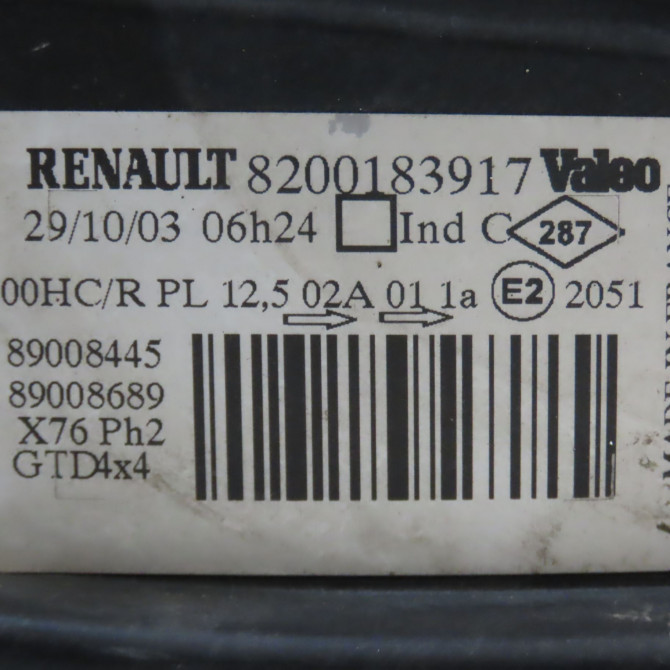 RENAULT 8200183917 Valeo
29/10/03 06h24 Ind C 287
00HC/R PL 12,5 02A 01 1a E2 2051
89008445
89008689
X76 Ph2
GTD4x4